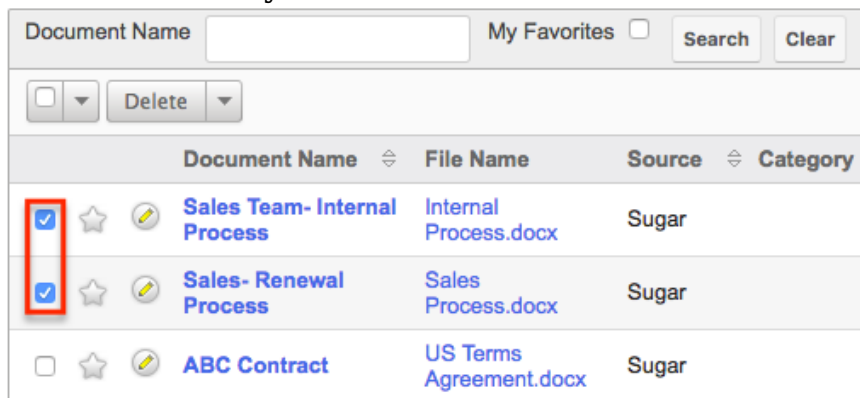 Document Name My Favorites Search Clear
Delete
Document Name File Name Source Category
Sales Team- Internal Internal
Process Process.docx Sugar
Sales- Renewal Sales
Process Process.docx Sugar
ABC Contract US Terms
Agreement.docx Sugar